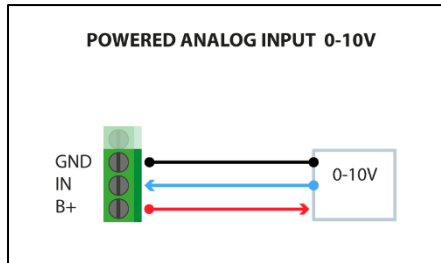 POWERED ANALOG INPUT 0-10V
GND
IN
B+
0-10V